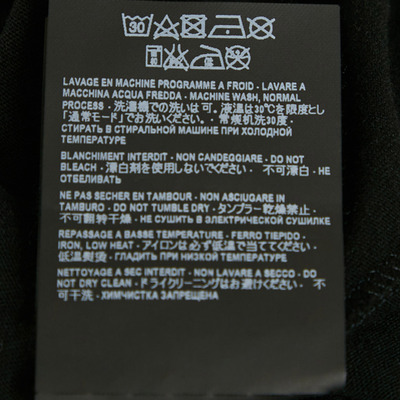 30
LAVAGE EN MACHINE PROGRAMME A FROID - LAVARE A
MACCHINA ACQUA FREDDA - MACHINE WASH, NORMAL
PROCESS - 洗濯機での洗いは可。液温は30℃を限度とし
「通常モード」でお洗いください。- 常规机洗30度 -
СТИРАТЬ В СТИРАЛЬНОЙ МАШИНЕ ПРИ ХОЛОДНОЙ
ТЕМПЕРАТУРЕ
BLANCHIMENT INTERDIT - NON CANDEGGIARE - DO NOT
BLEACH - 漂白剤を使用しないでください - 不可漂白 - НЕ
ОТБЕЛИВАТЬ
NE PAS SECHER EN TAMBOUR - NON ASCIUGARE IN
TAMBURO - DO NOT TUMBLE DRY - タンブラー乾燥禁止 -
不可翻转干燥 - НЕ СУШИТЬ В ЭЛЕКТРИЧЕСКОЙ СУШИЛКЕ
REPASSAGE A BASSE TEMPERATURE - FERRO TIEPIDO -
IRON, LOW HEAT - アイロンは必ず低温で当ててください。-
低温熨烫 - ГЛАДИТЬ ПРИ НИЗКОЙ ТЕМПЕРАТУРЕ
NETTOYAGE A SEC INTERDIT - NON LAVARE A SECCO - DO
NOT DRY CLEAN - ドライクリーニングはお避けください - 不
可干洗 - ХИМЧИСТКА ЗАПРЕЩЕНА